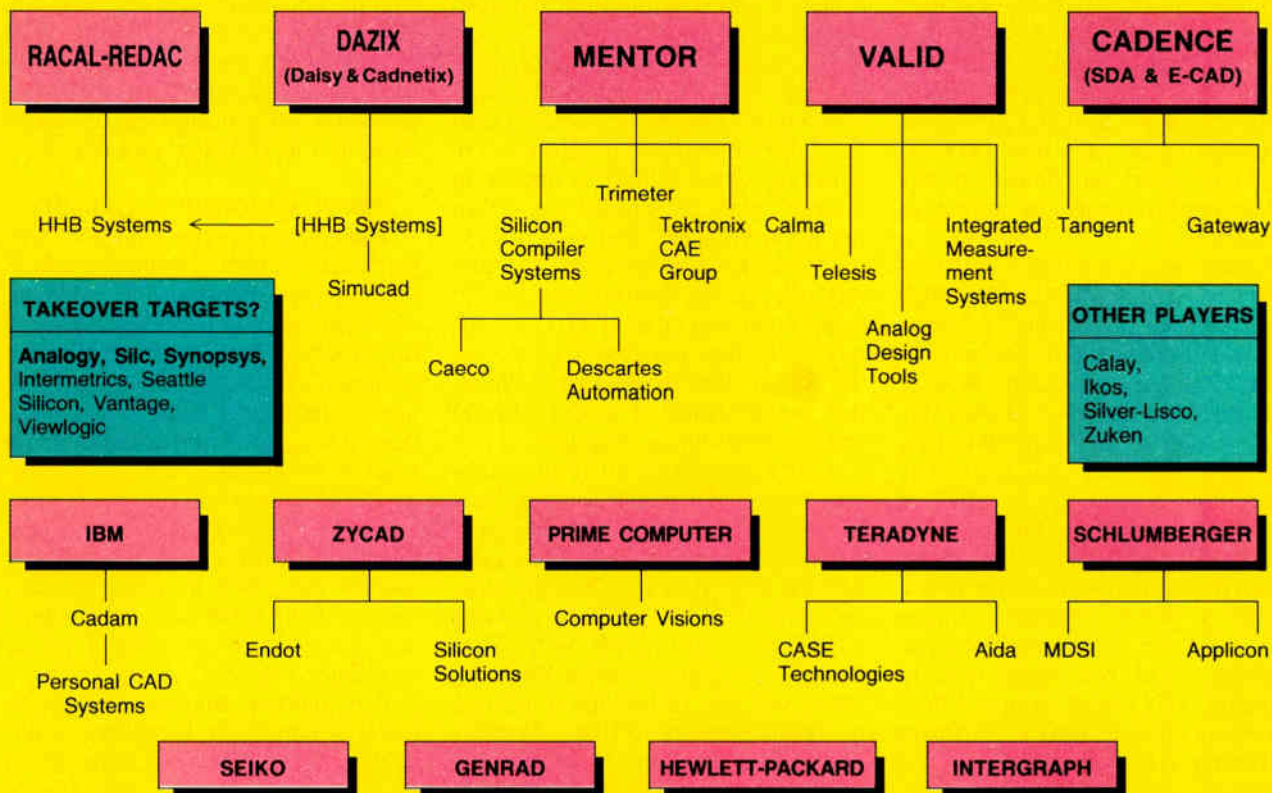 RACAL-REDAC
DAZIX
(Daisy & Cadnetix)
MENTOR
VALID
CADENCE
(SDA & E-CAD)
HHB Systems
[HHB Systems]
Simucad
Silicon
Compiler
Systems
Trimeter
Tektronix
CAE
Group
Caeco
Descartes
Automation
Calma
Telesis
Analog
Design
Tools
Integrated
Measure-
ment
Systems
Tangent
Gateway
TAKEOVER TARGETS?
Analogy, Silc, Synopsys,
Intermetrics, Seattle
Silicon, Vantage,
Viewlogic
OTHER PLAYERS
Calay,
Ikos,
Silver-Lisco,
Zuken
IBM
ZYCAD
PRIME COMPUTER
TERADYNE
SCHLUMBERGER
Cadam
Personal CAD
Systems
Endot
Silicon
Solutions
Computer Visions
CASE
Technologies
Aida
MDSI
Applicon
SEIKO
GENRAD
HEWLETT-PACKARD
INTERGRAPH